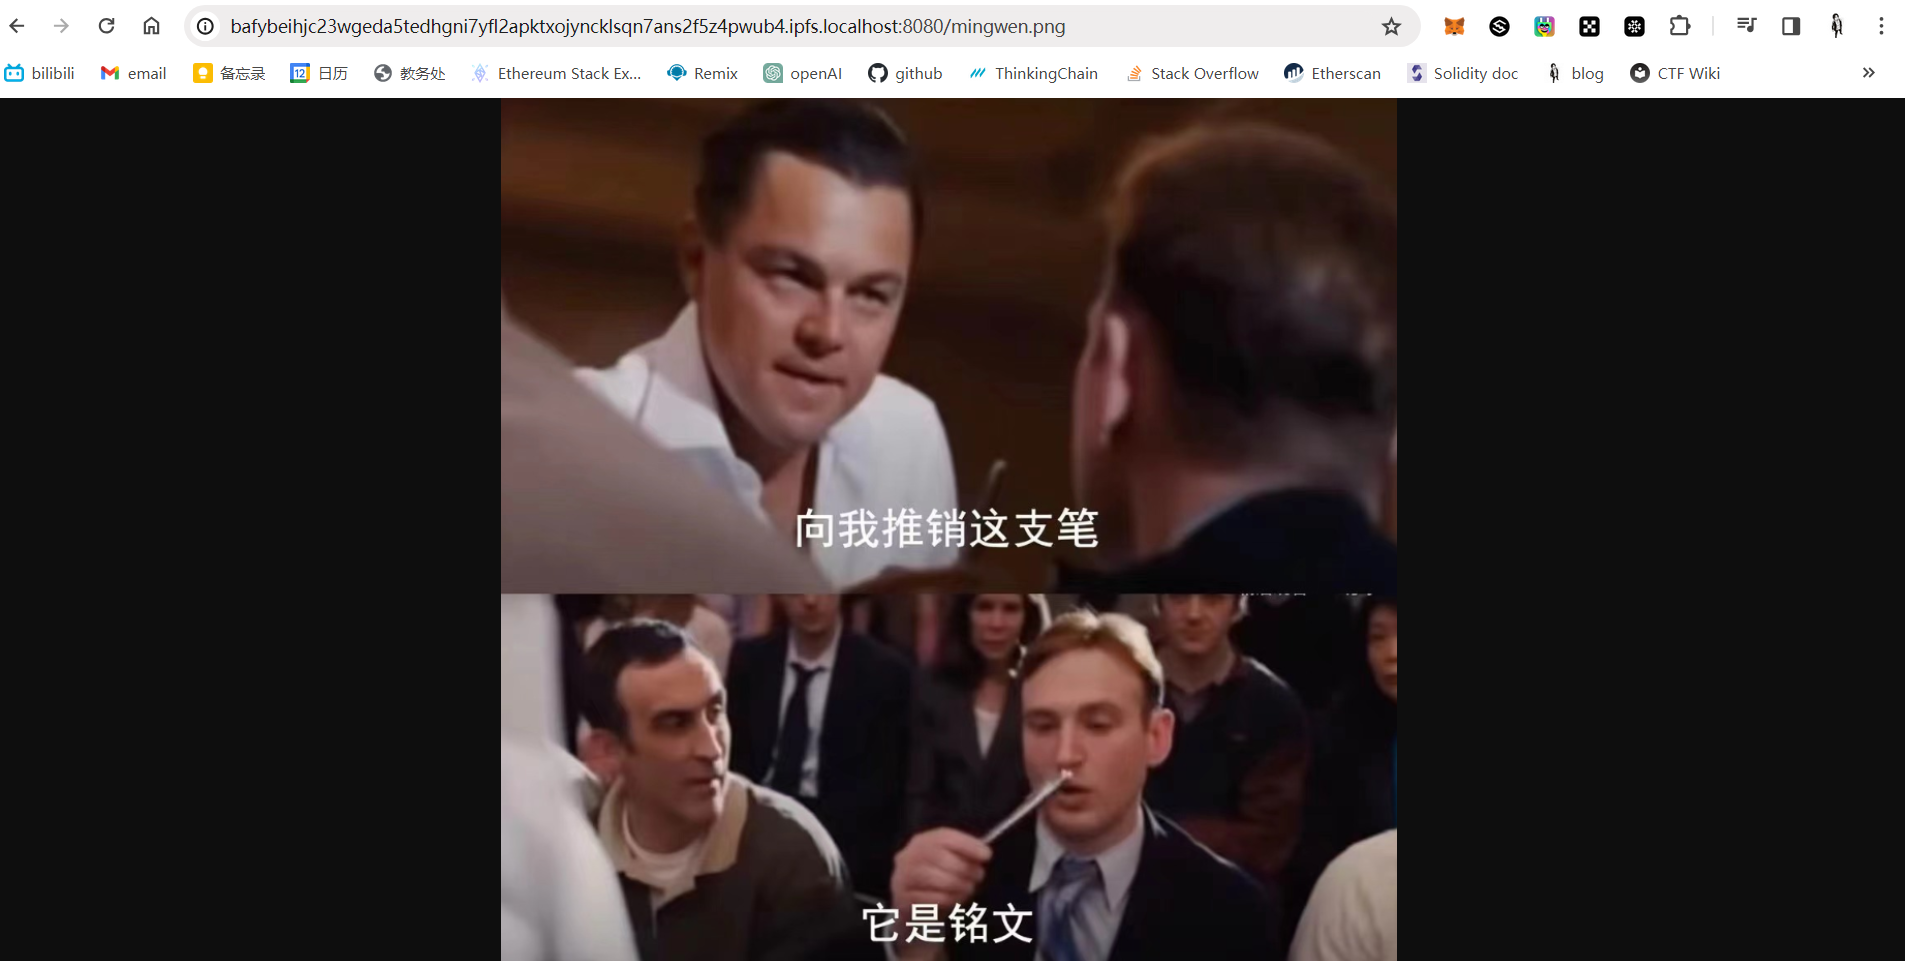 bafybeihjc23wgeda5tedhgni7yfl2apktxojyncklsqn7ans2f5z4pwub4.ipfs.localhost:8080/mingwen.png
bilibili email 备忘录 12 日历 教务处 Ethereum Stack Ex... Remix openAI github ThinkingChain Stack Overflow Etherscan Solidity doc blog CTF Wiki
向我推销这支笔
它是铭文